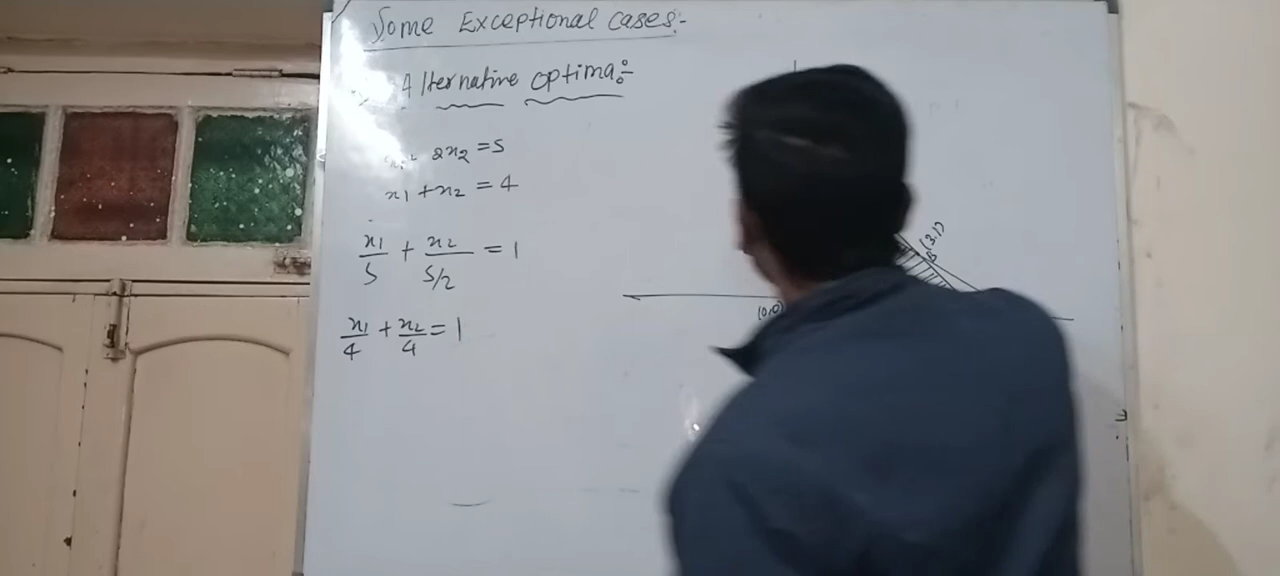 Some Exceptional cases:-
Alternative optima:-
2x2 = 5
x1 + x2 = 4
x1/5 + x2/5/2 = 1
x1/4 + x2/4 = 1
(3,1)
B
(0,0)